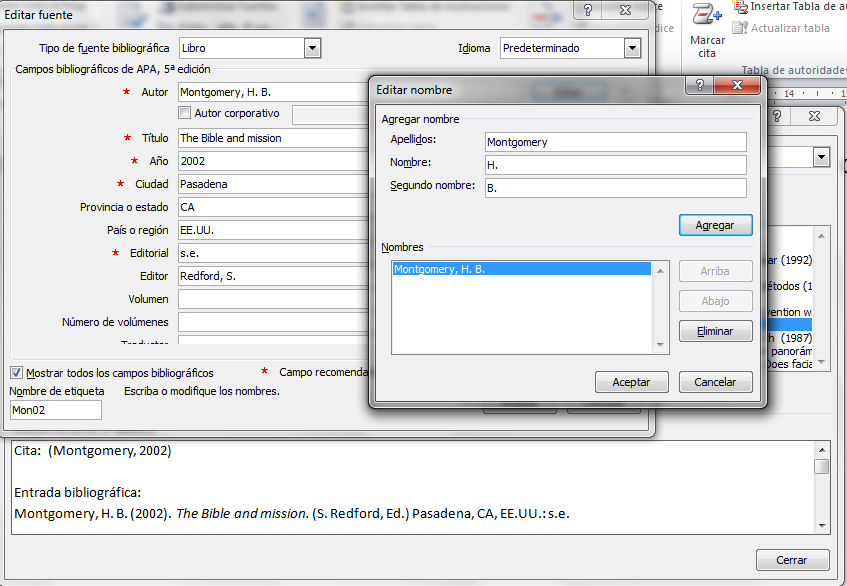 Editar fuente
Tipo de fuente bibliográfica Libro Idioma Predeterminado
Campos bibliográficos de APA, 5ª edición
* Autor Montgomery, H. B.
Autor corporativo
* Título The Bible and mission
* Año 2002
* Ciudad Pasadena
Provincia o estado CA
País o región EE.UU.
* Editorial s.e.
Editor Redford, S.
Volumen
Número de volúmenes
Mostrar todos los campos bibliográficos * Campo recomenda
Nombre de etiqueta Escriba o modifique los nombres.
Mon02
Editar nombre
Agregar nombre
Apellidos: Montgomery
Nombre: H.
Segundo nombre: B.
Agregar
Nombres
Montgomery, H. B.
Arriba
Abajo
Eliminar
Aceptar Cancelar
Insertar Tabla de au
Actualizar tabla
Marcar
cita
Tabla de autoridades
14
ar (1992)
étodos (1
vention w
h (1987)
panorám
Does facia
Cita: (Montgomery, 2002)
Entrada bibliográfica:
Montgomery, H. B. (2002). The Bible and mission. (S. Redford, Ed.) Pasadena, CA, EE.UU.: s.e.
Cerrar